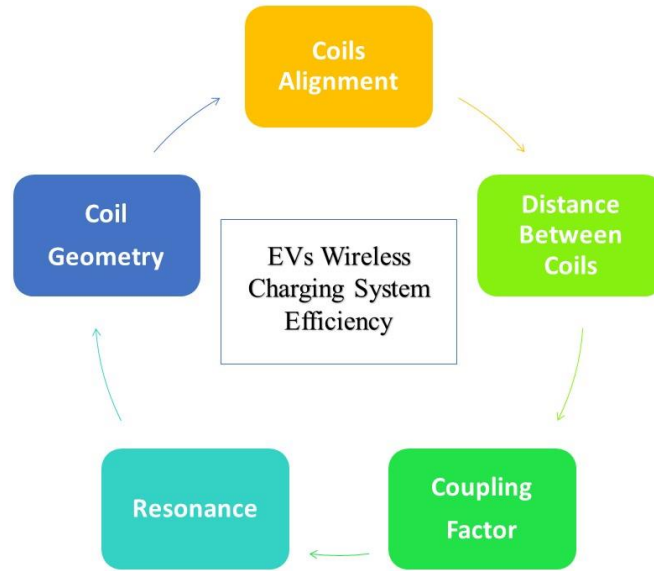 Coils
Alignment
Distance
Between
Coils
Coupling
Factor
Resonance
Coil
Geometry
EVs Wireless
Charging System
Efficiency